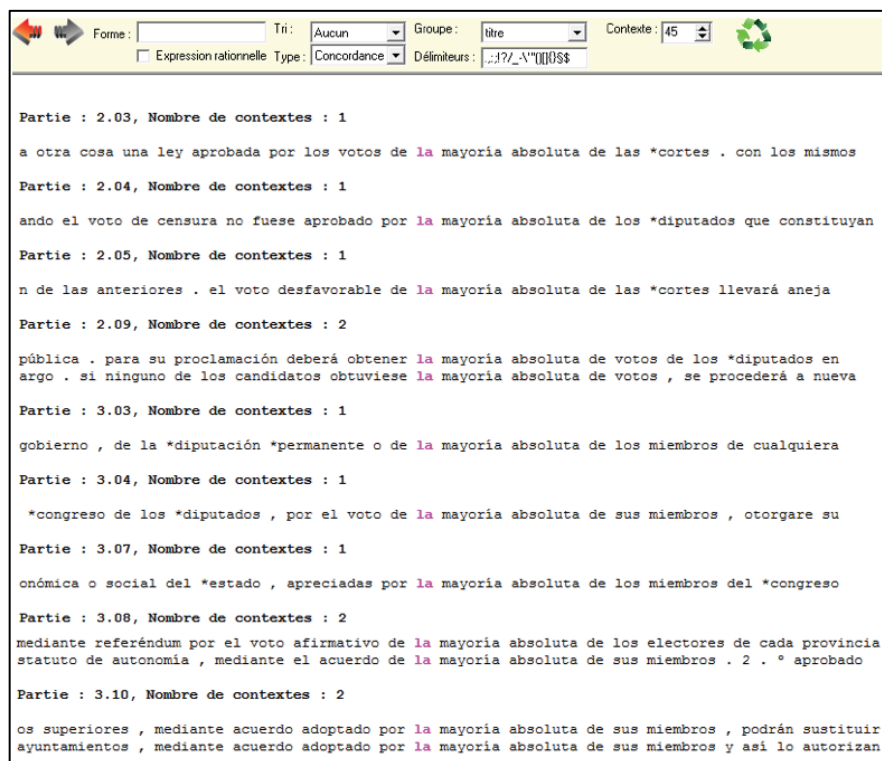 Forme : Tri : Aucun Groupe : titre Contexte : 45
Expression rationnelle Type : Concordance Délimiteurs : .,:;!?/_-\'"()[]{}§$
Partie : 2.03, Nombre de contextes : 1
a otra cosa una ley aprobada por los votos de la mayoría absoluta de las *cortes . con los mismos
Partie : 2.04, Nombre de contextes : 1
ando el voto de censura no fuese aprobado por la mayoría absoluta de los *diputados que constituyan
Partie : 2.05, Nombre de contextes : 1
n de las anteriores . el voto desfavorable de la mayoría absoluta de las *cortes llevará aneja
Partie : 2.09, Nombre de contextes : 2
pública . para su proclamación deberá obtener la mayoría absoluta de votos de los *diputados en
argo . si ninguno de los candidatos obtuviese la mayoría absoluta de votos , se procederá a nueva
Partie : 3.03, Nombre de contextes : 1
gobierno , de la *diputación *permanente o de la mayoría absoluta de los miembros de cualquiera
Partie : 3.04, Nombre de contextes : 1
*congreso de los *diputados , por el voto de la mayoría absoluta de sus miembros , otorgare su
Partie : 3.07, Nombre de contextes : 1
onómica o social del *estado , apreciadas por la mayoría absoluta de los miembros del *congreso
Partie : 3.08, Nombre de contextes : 2
mediante referéndum por el voto afirmativo de la mayoría absoluta de los electores de cada provincia
statuto de autonomía , mediante el acuerdo de la mayoría absoluta de sus miembros . 2 . º aprobado
Partie : 3.10, Nombre de contextes : 2
os superiores , mediante acuerdo adoptado por la mayoría absoluta de sus miembros , podrán sustituir
ayuntamientos , mediante acuerdo adoptado por la mayoría absoluta de sus miembros y así lo autorizan